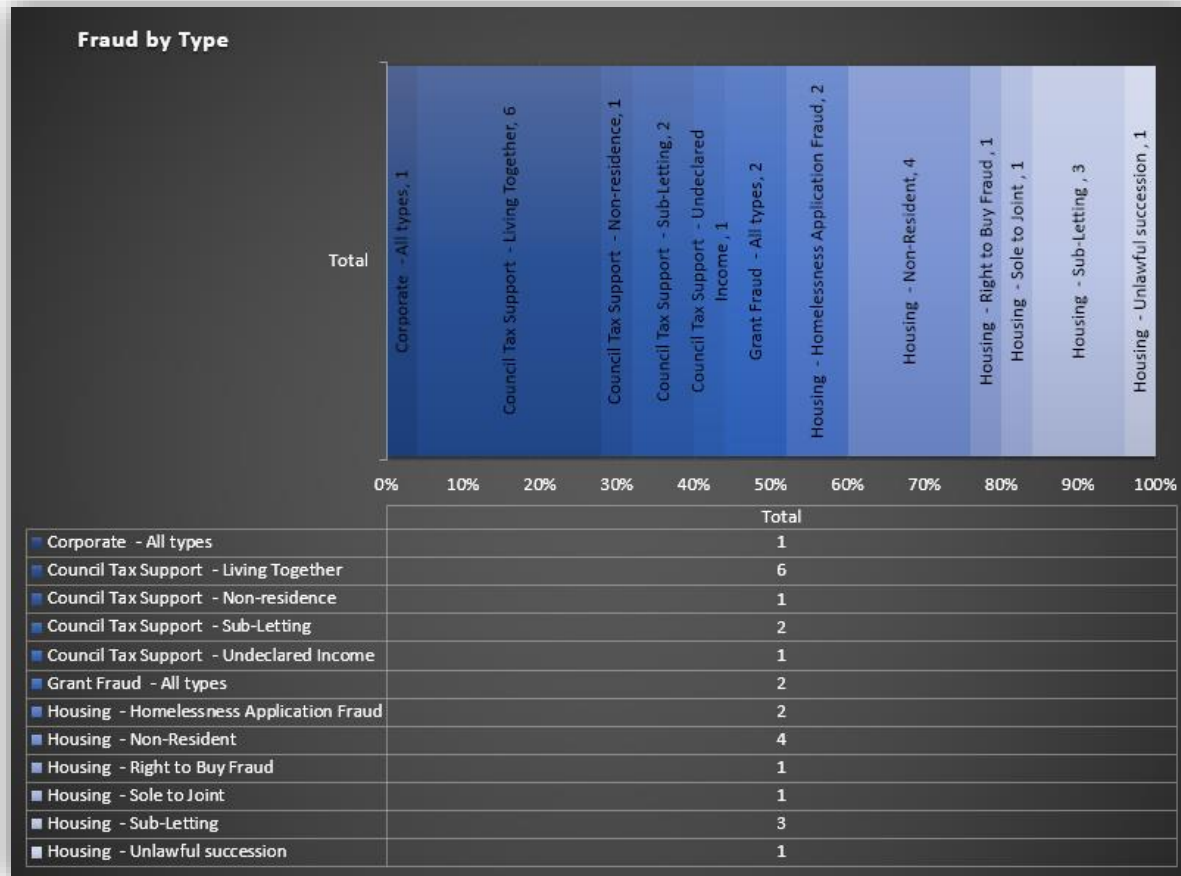 Fraud by Type
Total
Corporate  - All types, 1
Council Tax Support  - Living Together, 6
Council Tax Support  - Non-residence, 1
Council Tax Support  - Sub-Letting, 2
Council Tax Support  - Undeclared
Income , 1
Grant Fraud  - All types, 2
Housing  - Homelessness Application Fraud, 2
Housing  - Non-Resident, 4
Housing  - Right to Buy Fraud , 1
Housing  - Sole to Joint , 1
Housing  - Sub-Letting , 3
Housing  - Unlawful succession , 1
0% 10% 20% 30% 40% 50% 60% 70% 80% 90% 100%
Total
Corporate  - All types 1
Council Tax Support  - Living Together 6
Council Tax Support  - Non-residence 1
Council Tax Support  - Sub-Letting 2
Council Tax Support  - Undeclared Income 1
Grant Fraud  - All types 2
Housing  - Homelessness Application Fraud 2
Housing  - Non-Resident 4
Housing  - Right to Buy Fraud 1
Housing  - Sole to Joint 1
Housing  - Sub-Letting 3
Housing  - Unlawful succession 1